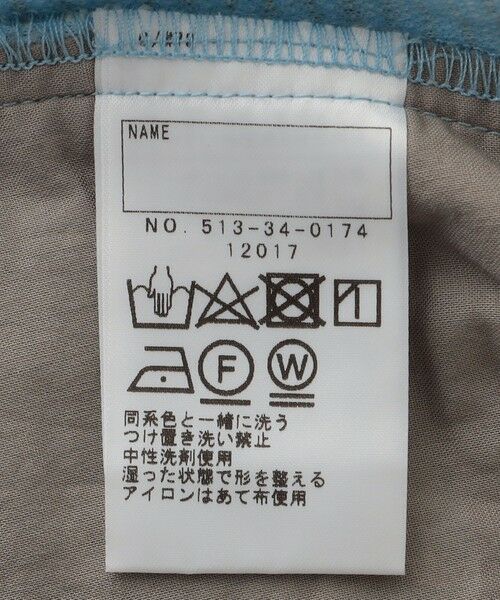 NAME
NO. 513-34-0174
12017
F
W
同系色と一緒に洗う
つけ置き洗い禁止
中性洗剤使用
湿った状態で形を整える
アイロンはあて布使用